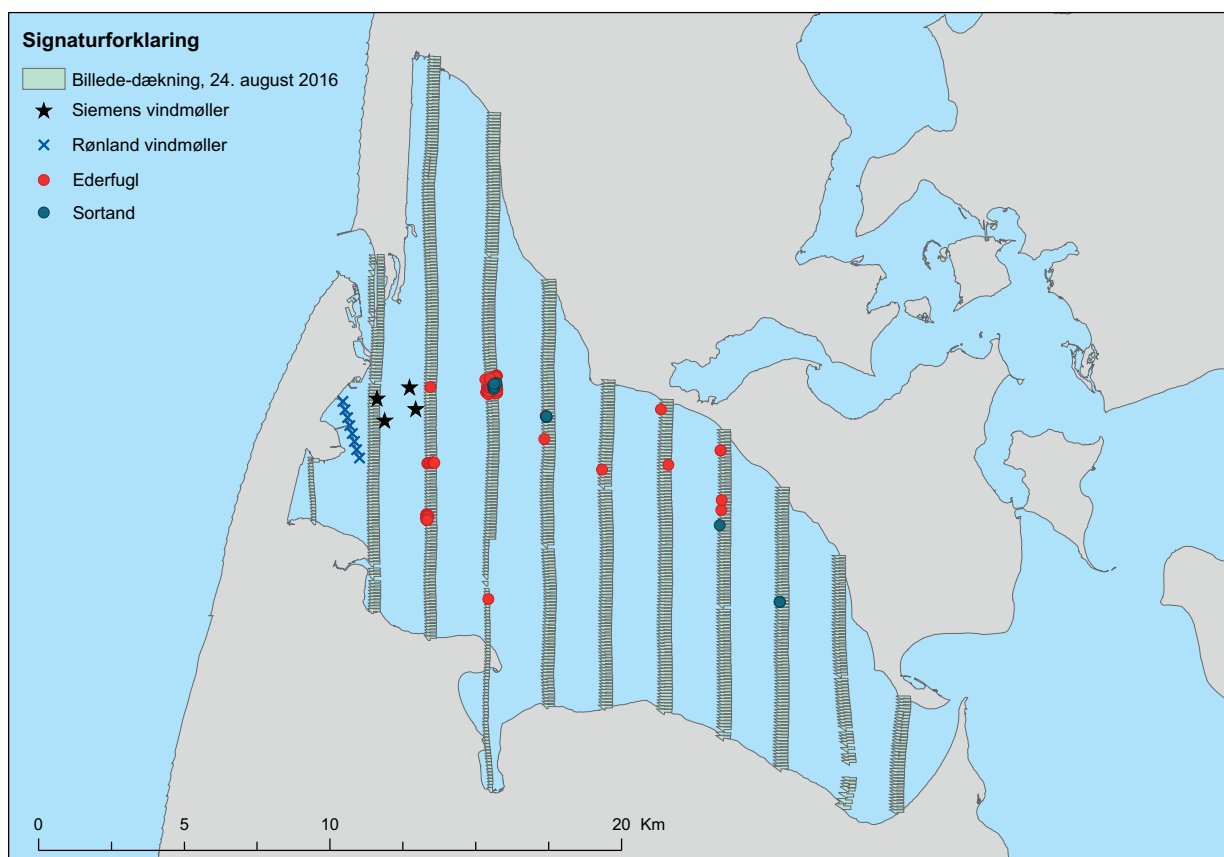 Signaturforklaring
Billede-dækning, 24. august 2016
Siemens vindmøller
Rønland vindmøller
Ederfugl
Sortand
0 5 10 20 Km